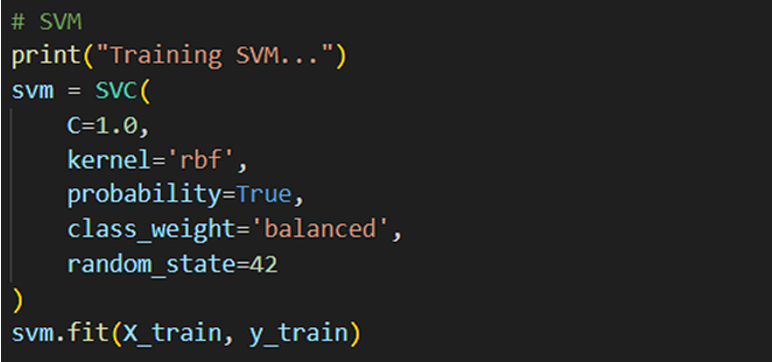 # SVM
print("Training SVM...")
svm = SVC(
    C=1.0,
    kernel='rbf',
    probability=True,
    class_weight='balanced',
    random_state=42
)
svm.fit(X_train, y_train)